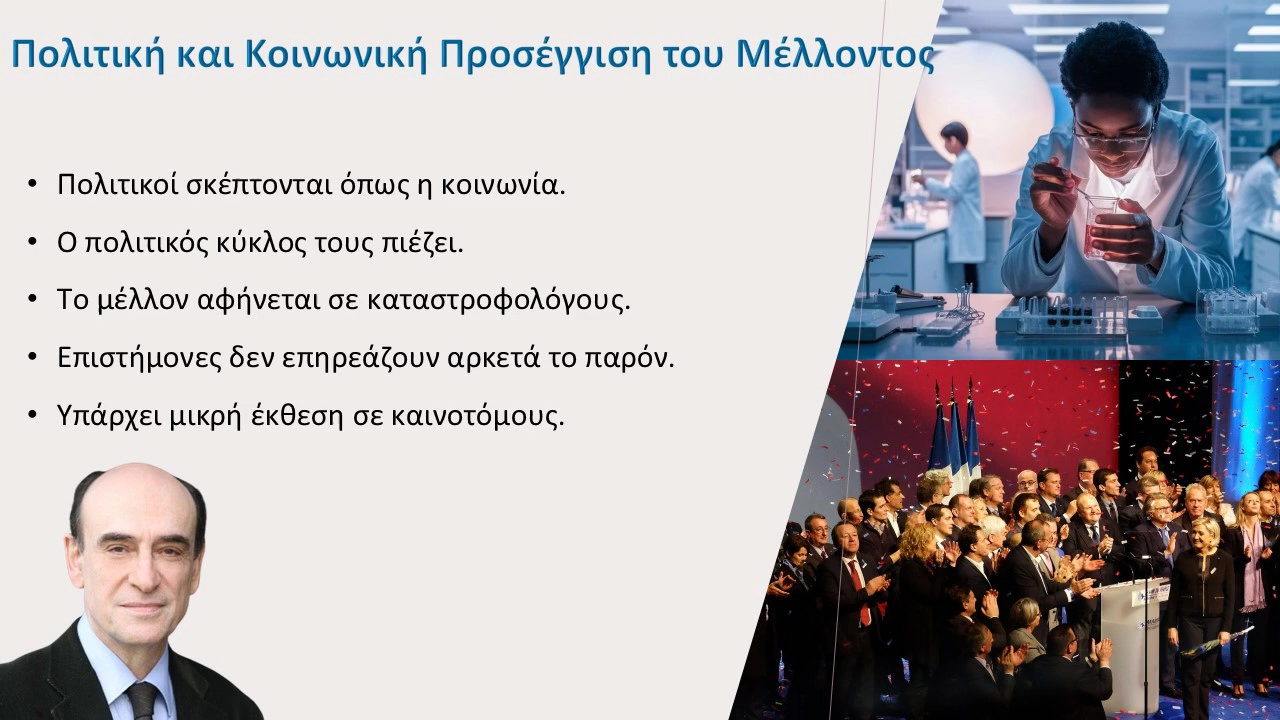 Πολιτική και Κοινωνική Προσέγγιση του Μέλλοντος
• Πολιτικοί σκέπτονται όπως η κοινωνία.
• Ο πολιτικός κύκλος τους πιέζει.
• Το μέλλον αφήνεται σε καταστροφολόγους.
• Επιστήμονες δεν επηρεάζουν αρκετά το παρόν.
• Υπάρχει μικρή έκθεση σε καινοτόμους.